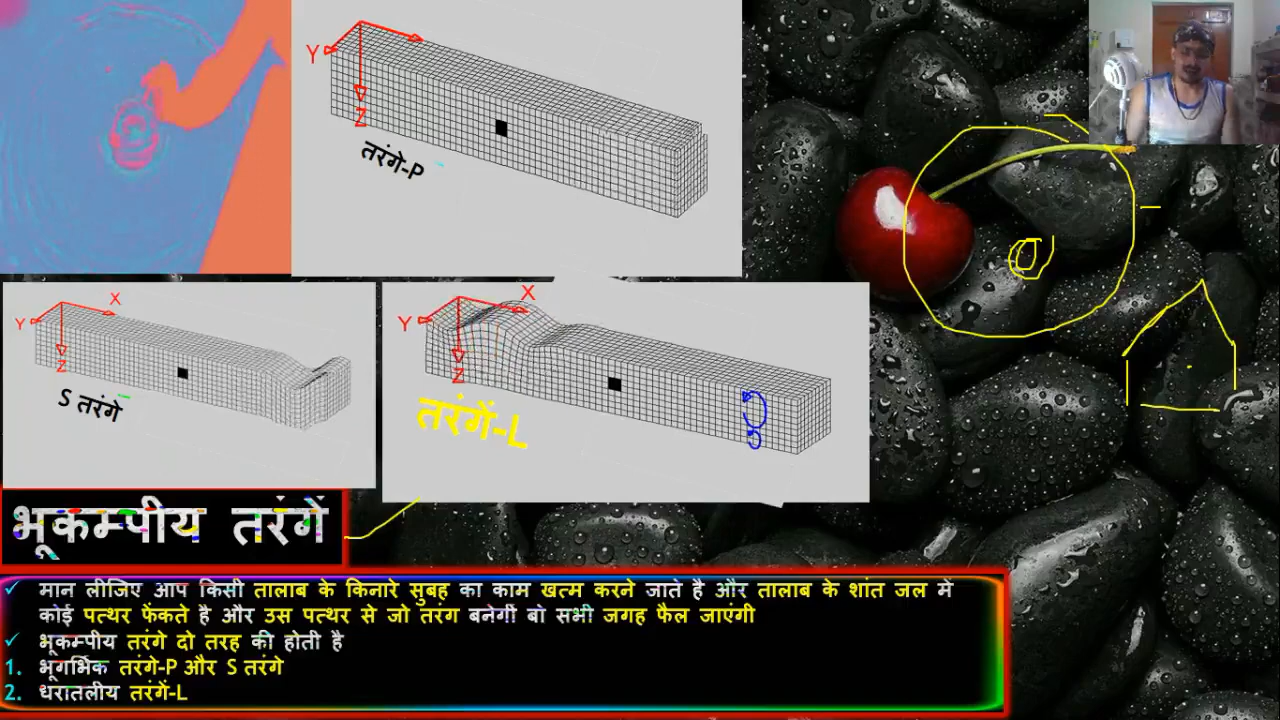 Y
Z
तरंगे-P
X
Y
Z
S तरंगे
X
Y
Z
तरंगें-L
भूकम्पीय तरंगें
मान लीजिए आप किसी तालाब के किनारे सुबह का काम खत्म करने जाते है और तालाब के शांत जल में
कोई पत्थर फेंकते है और उस पत्थर से जो तरंग बनेगीं बो सभी जगह फैल जाएंगी
भूकम्पीय तरंगे दो तरह की होती है
1. भूगर्भिक तरंगे-P और S तरंगे
2. धरातलीय तरंगें-L